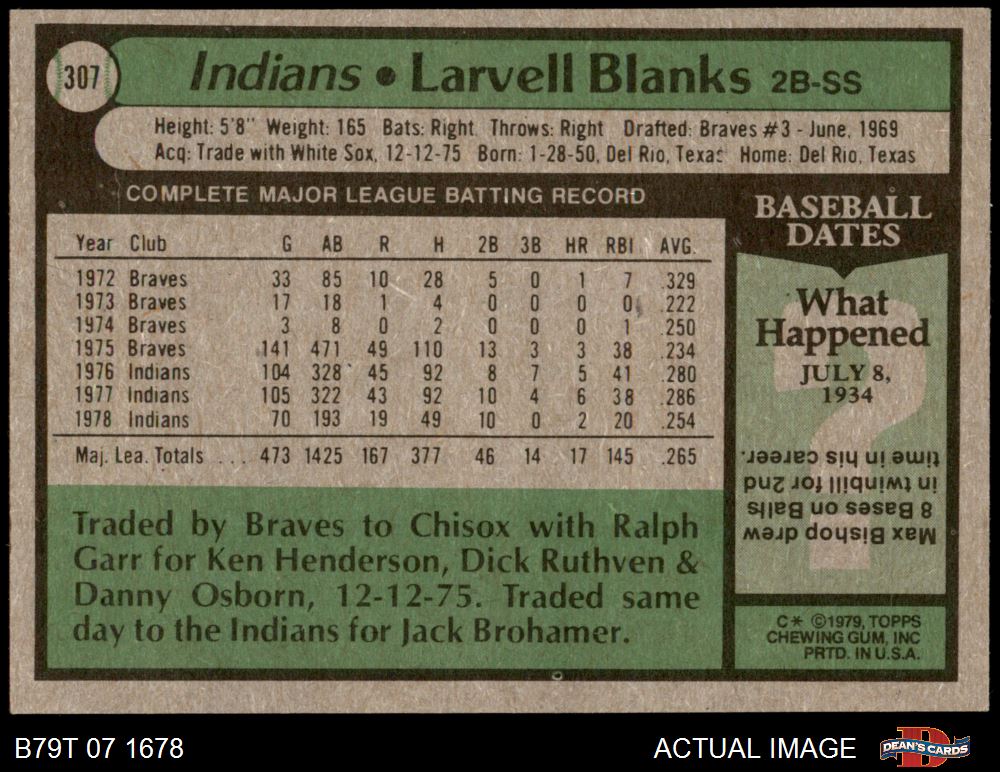 307
Indians • Larvell Blanks 2B-SS
Height: 5'8" Weight: 165 Bats: Right Throws: Right Drafted: Braves #3 - June, 1969
Acq: Trade with White Sox, 12-12-75 Born: 1-28-50, Del Rio, Texas Home: Del Rio, Texas
COMPLETE MAJOR LEAGUE BATTING RECORD
Year Club G AB R H 2B 3B HR RBI AVG.
1972 Braves 33 85 10 28 5 0 1 7 .329
1973 Braves 17 18 1 4 0 0 0 0 .222
1974 Braves 3 8 0 2 0 0 0 1 .250
1975 Braves 141 471 49 110 13 3 3 38 .234
1976 Indians 104 328 45 92 8 7 5 41 .280
1977 Indians 105 322 43 92 10 4 6 38 .286
1978 Indians 70 193 19 49 10 0 2 20 .254
Maj. Lea. Totals ... 473 1425 167 377 46 14 17 145 .265
Traded by Braves to Chisox with Ralph
Garr for Ken Henderson, Dick Ruthven &
Danny Osborn, 12-12-75. Traded same
day to the Indians for Jack Brohamer.
BASEBALL
DATES
What
Happened
JULY 8,
1934
?
Max Bishop drew
8 Bases on Balls
in twinbill for 2nd
time in his career.
C* ©1979, TOPPS
CHEWING GUM, INC
PRTD. IN U.S.A.
B79T 07 1678
ACTUAL IMAGE
D
DEAN'S CARDS